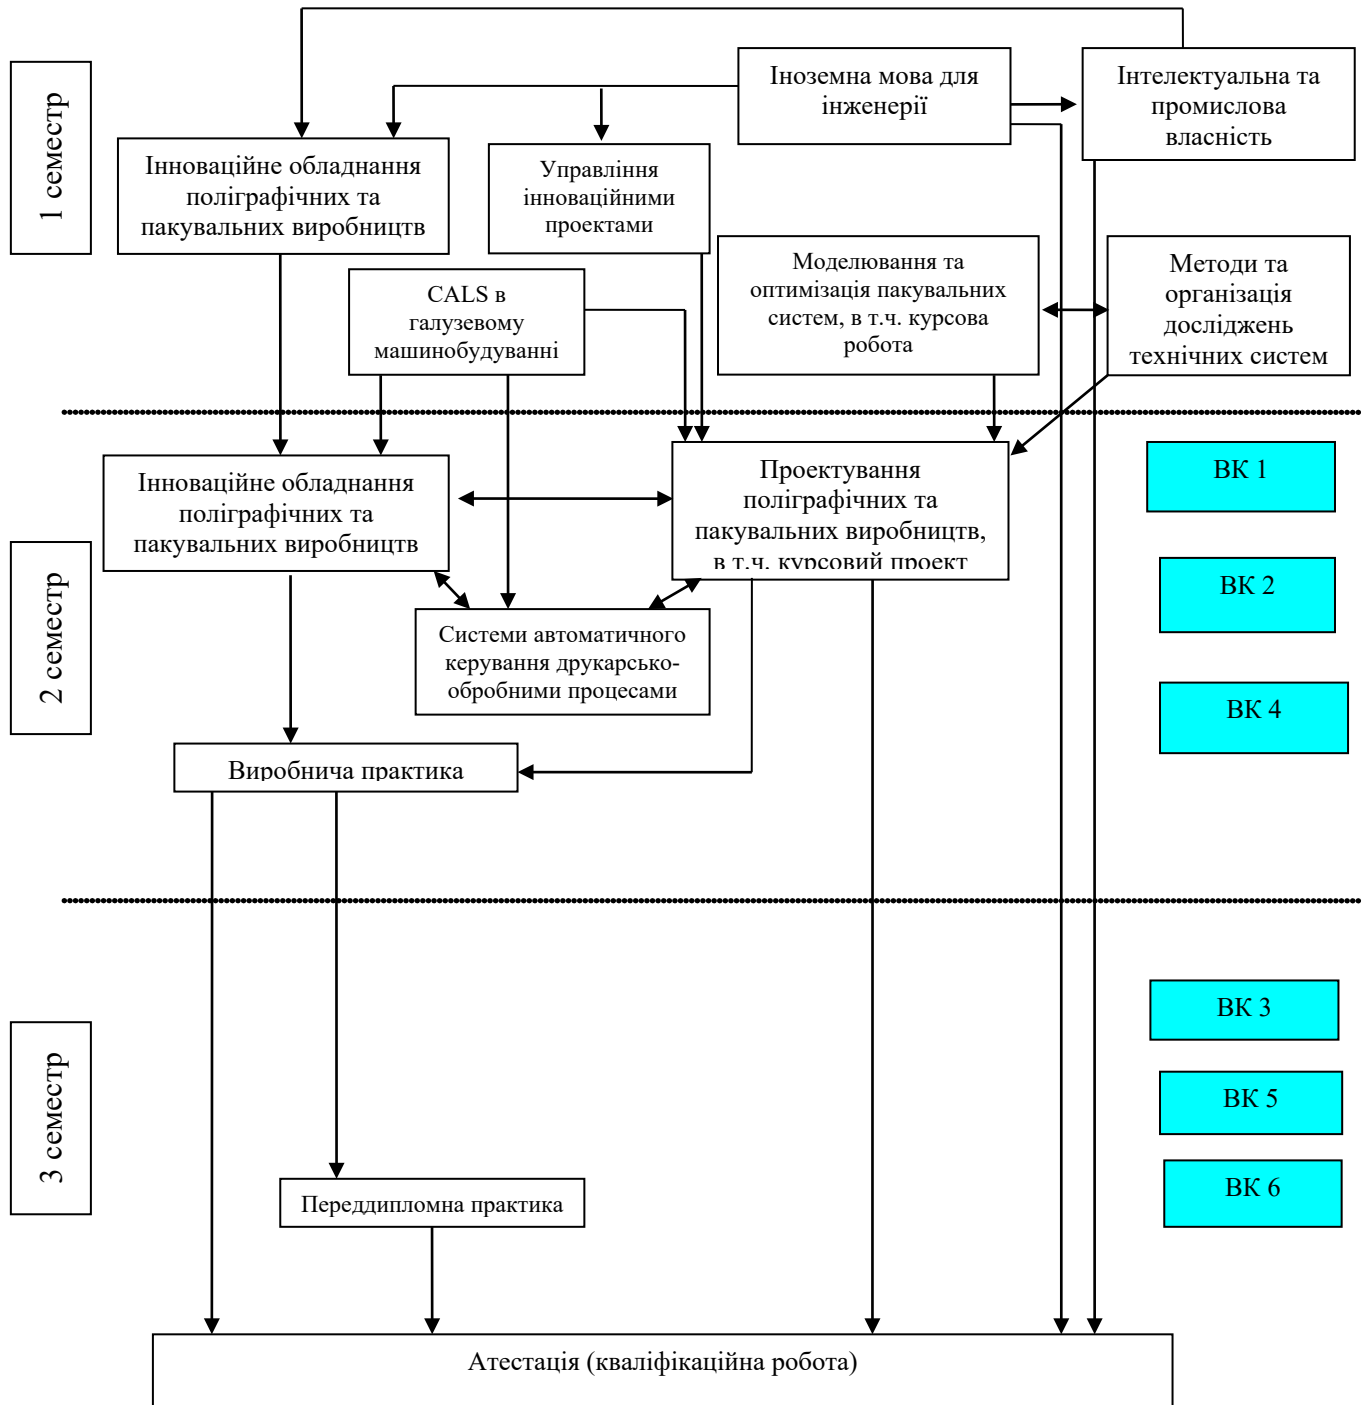 Іноземна мова для
інженерії
Інтелектуальна та
промислова
власність
1 семестр
Інноваційне обладнання
поліграфічних та
пакувальних виробництв
Управління
інноваційними
проектами
CALS в
галузевому
машинобудуванні
Моделювання та
оптимізація пакувальних
систем, в т.ч. курсова
робота
Методи та
організація
досліджень
технічних систем
2 семестр
Інноваційне обладнання
поліграфічних та
пакувальних виробництв
Проектування
поліграфічних та
пакувальних виробництв,
в т.ч. курсовий проект
ВК 1
ВК 2
Системи автоматичного
керування друкарсько-
обробними процесами
ВК 4
Виробнича практика
3 семестр
ВК 3
ВК 5
ВК 6
Переддипломна практика
Атестація (кваліфікаційна робота)